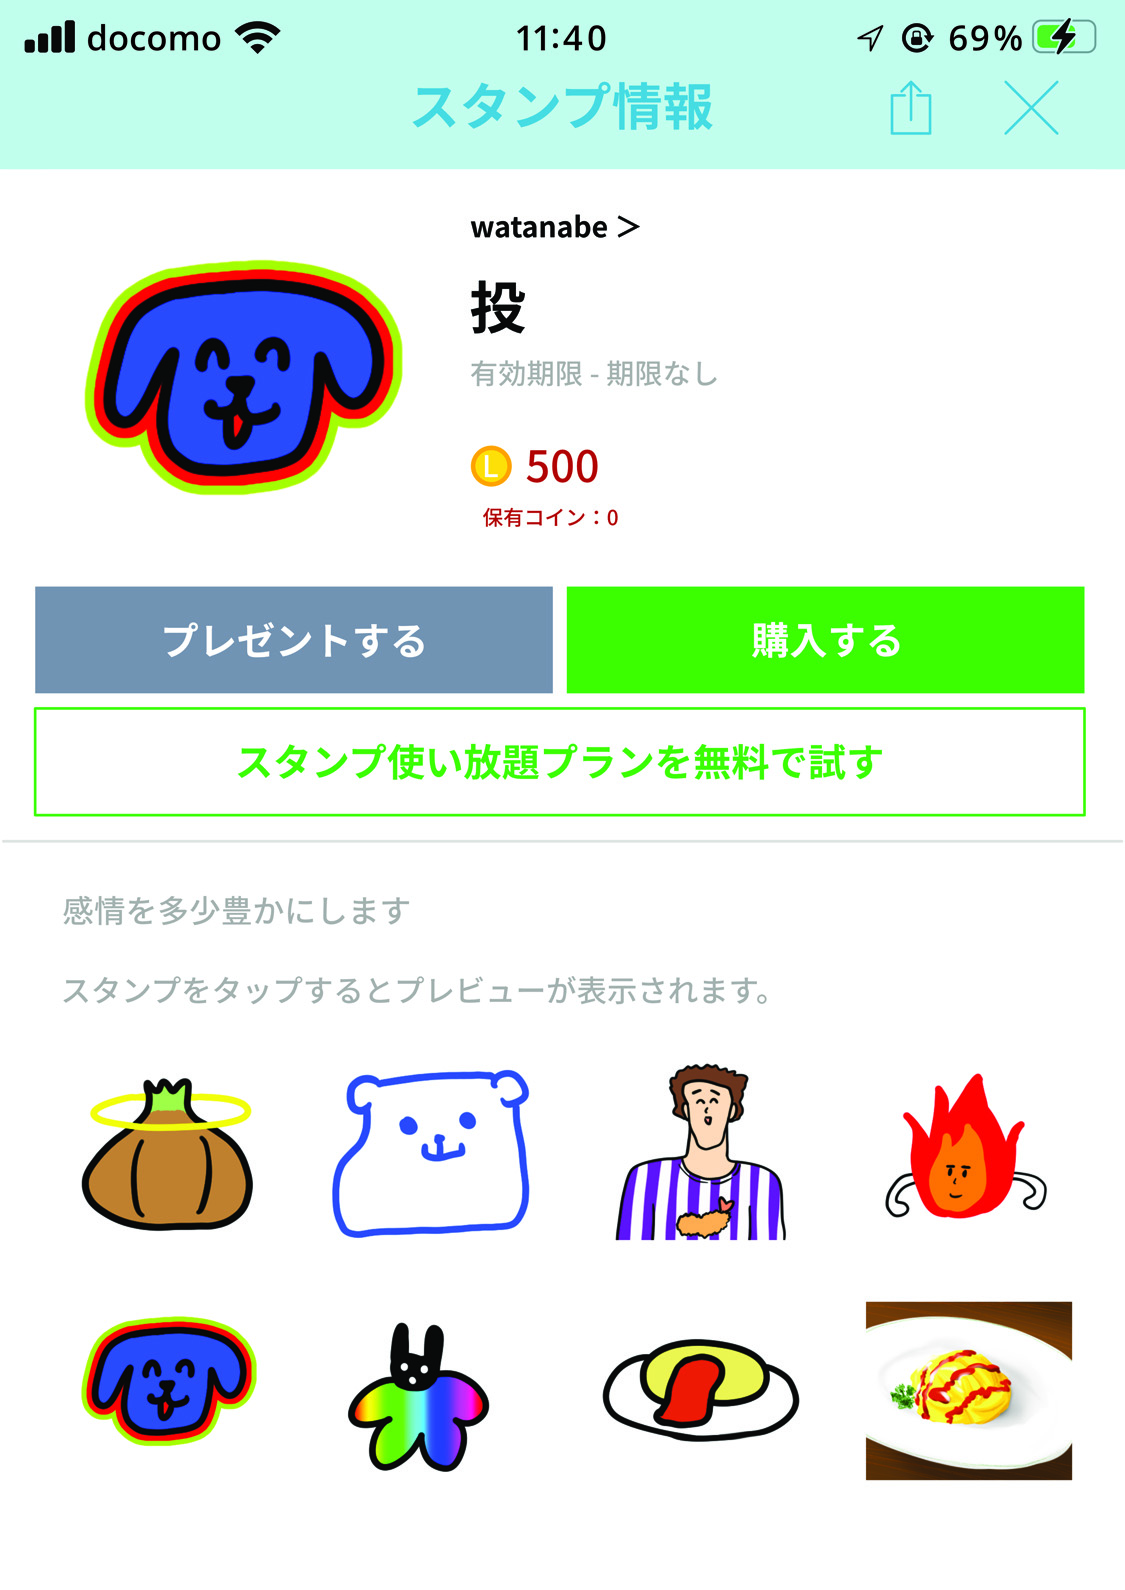 docomo 11:40 69%
スタンプ情報
watanabe ＞
投
有効期限 - 期限なし
L 500
保有コイン：0
プレゼントする 購入する
スタンプ使い放題プランを無料で試す
感情を多少豊かにします
スタンプをタップするとプレビューが表示されます。